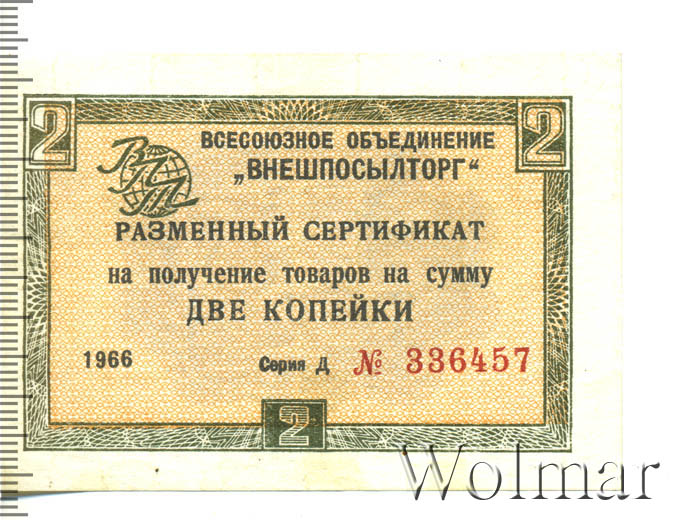 2 2
ВПТ
ВСЕСОЮЗНОЕ ОБЪЕДИНЕНИЕ
„ВНЕШПОСЫЛТОРГ“
РАЗМЕННЫЙ СЕРТИФИКАТ
на получение товаров на сумму
ДВЕ КОПЕЙКИ
1966 Серия Д № 336457
2
Wolmar